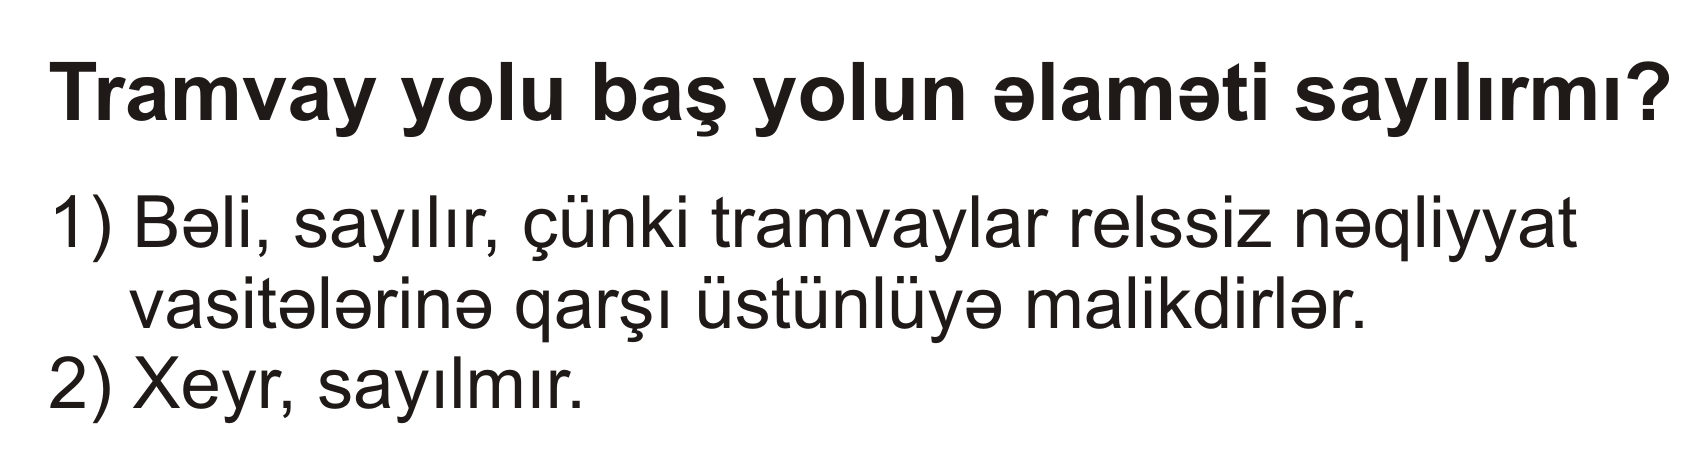 Tramvay yolu baş yolun əlaməti sayılırmı?
1) Bəli, sayılır, çünki tramvaylar relssiz nəqliyyat
vasitələrinə qarşı üstünlüyə malikdirlər.
2) Xeyr, sayılmır.